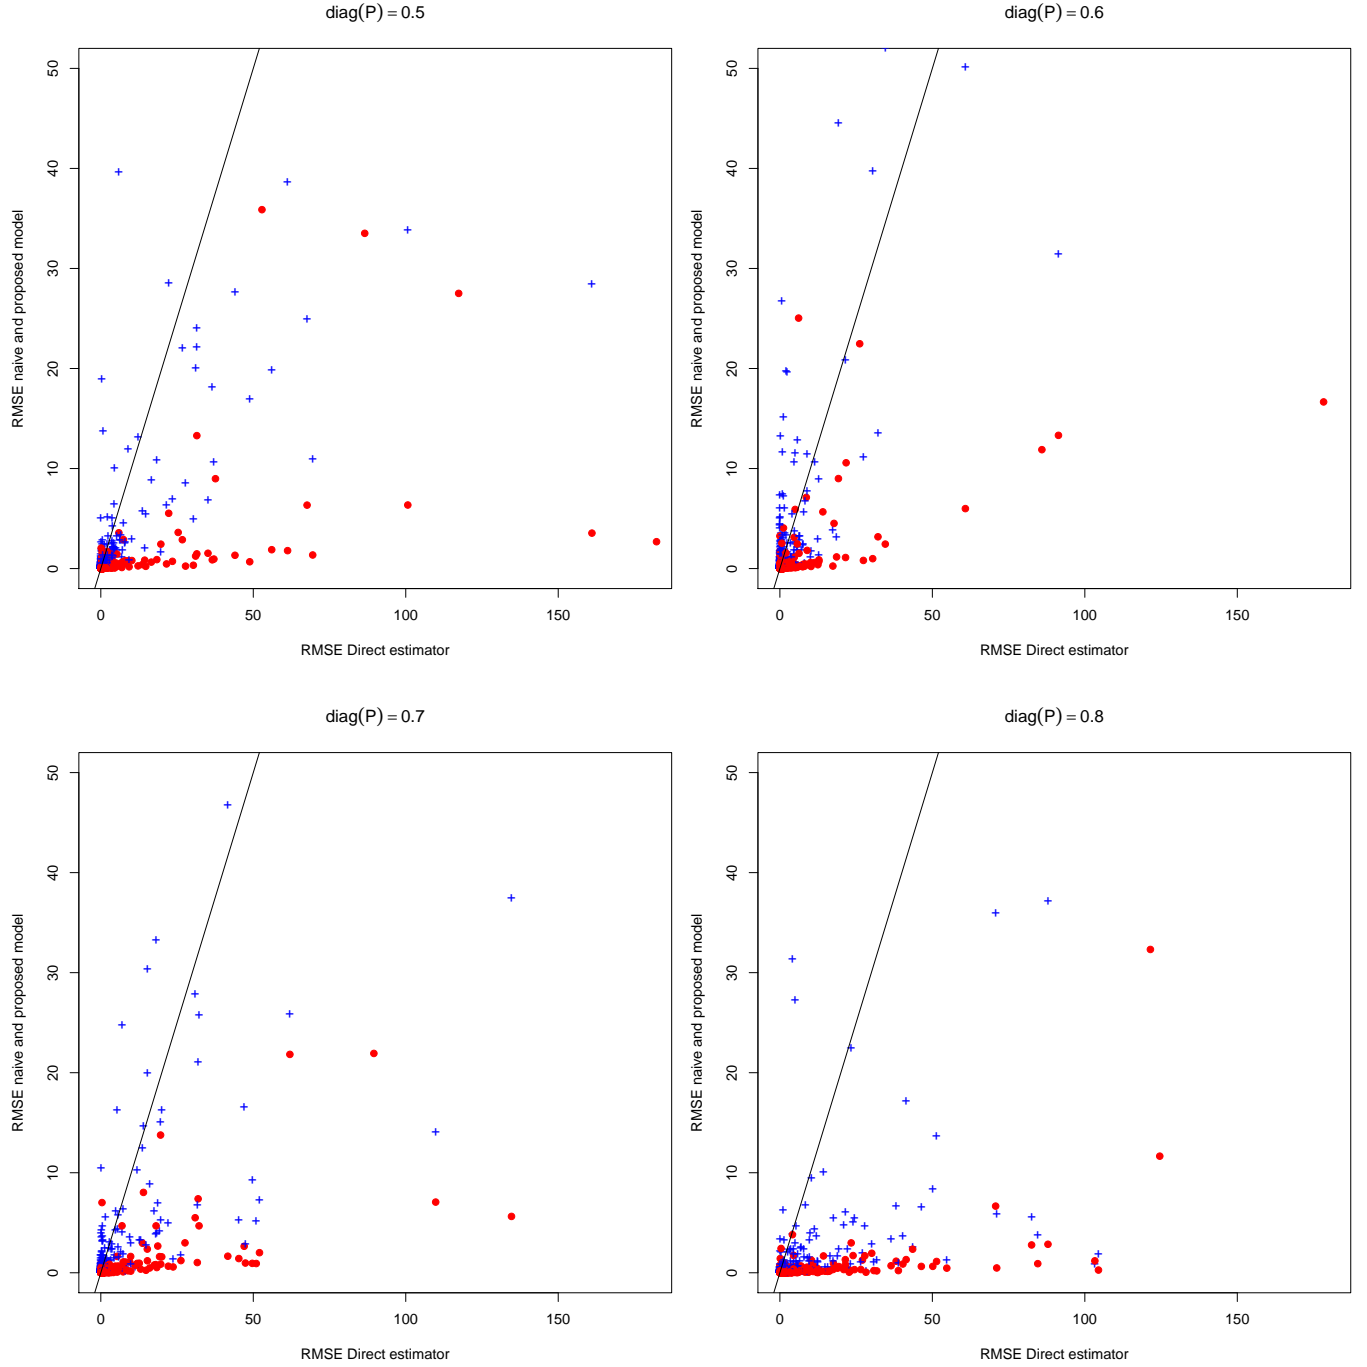 diag(P) = 0.5
50
40
30
20
10
0
RMSE naive and proposed model
0 50 100 150
RMSE Direct estimator
diag(P) = 0.6
50
40
30
20
10
0
RMSE naive and proposed model
0 50 100 150
RMSE Direct estimator
diag(P) = 0.7
50
40
30
20
10
0
RMSE naive and proposed model
0 50 100 150
RMSE Direct estimator
diag(P) = 0.8
50
40
30
20
10
0
RMSE naive and proposed model
0 50 100 150
RMSE Direct estimator